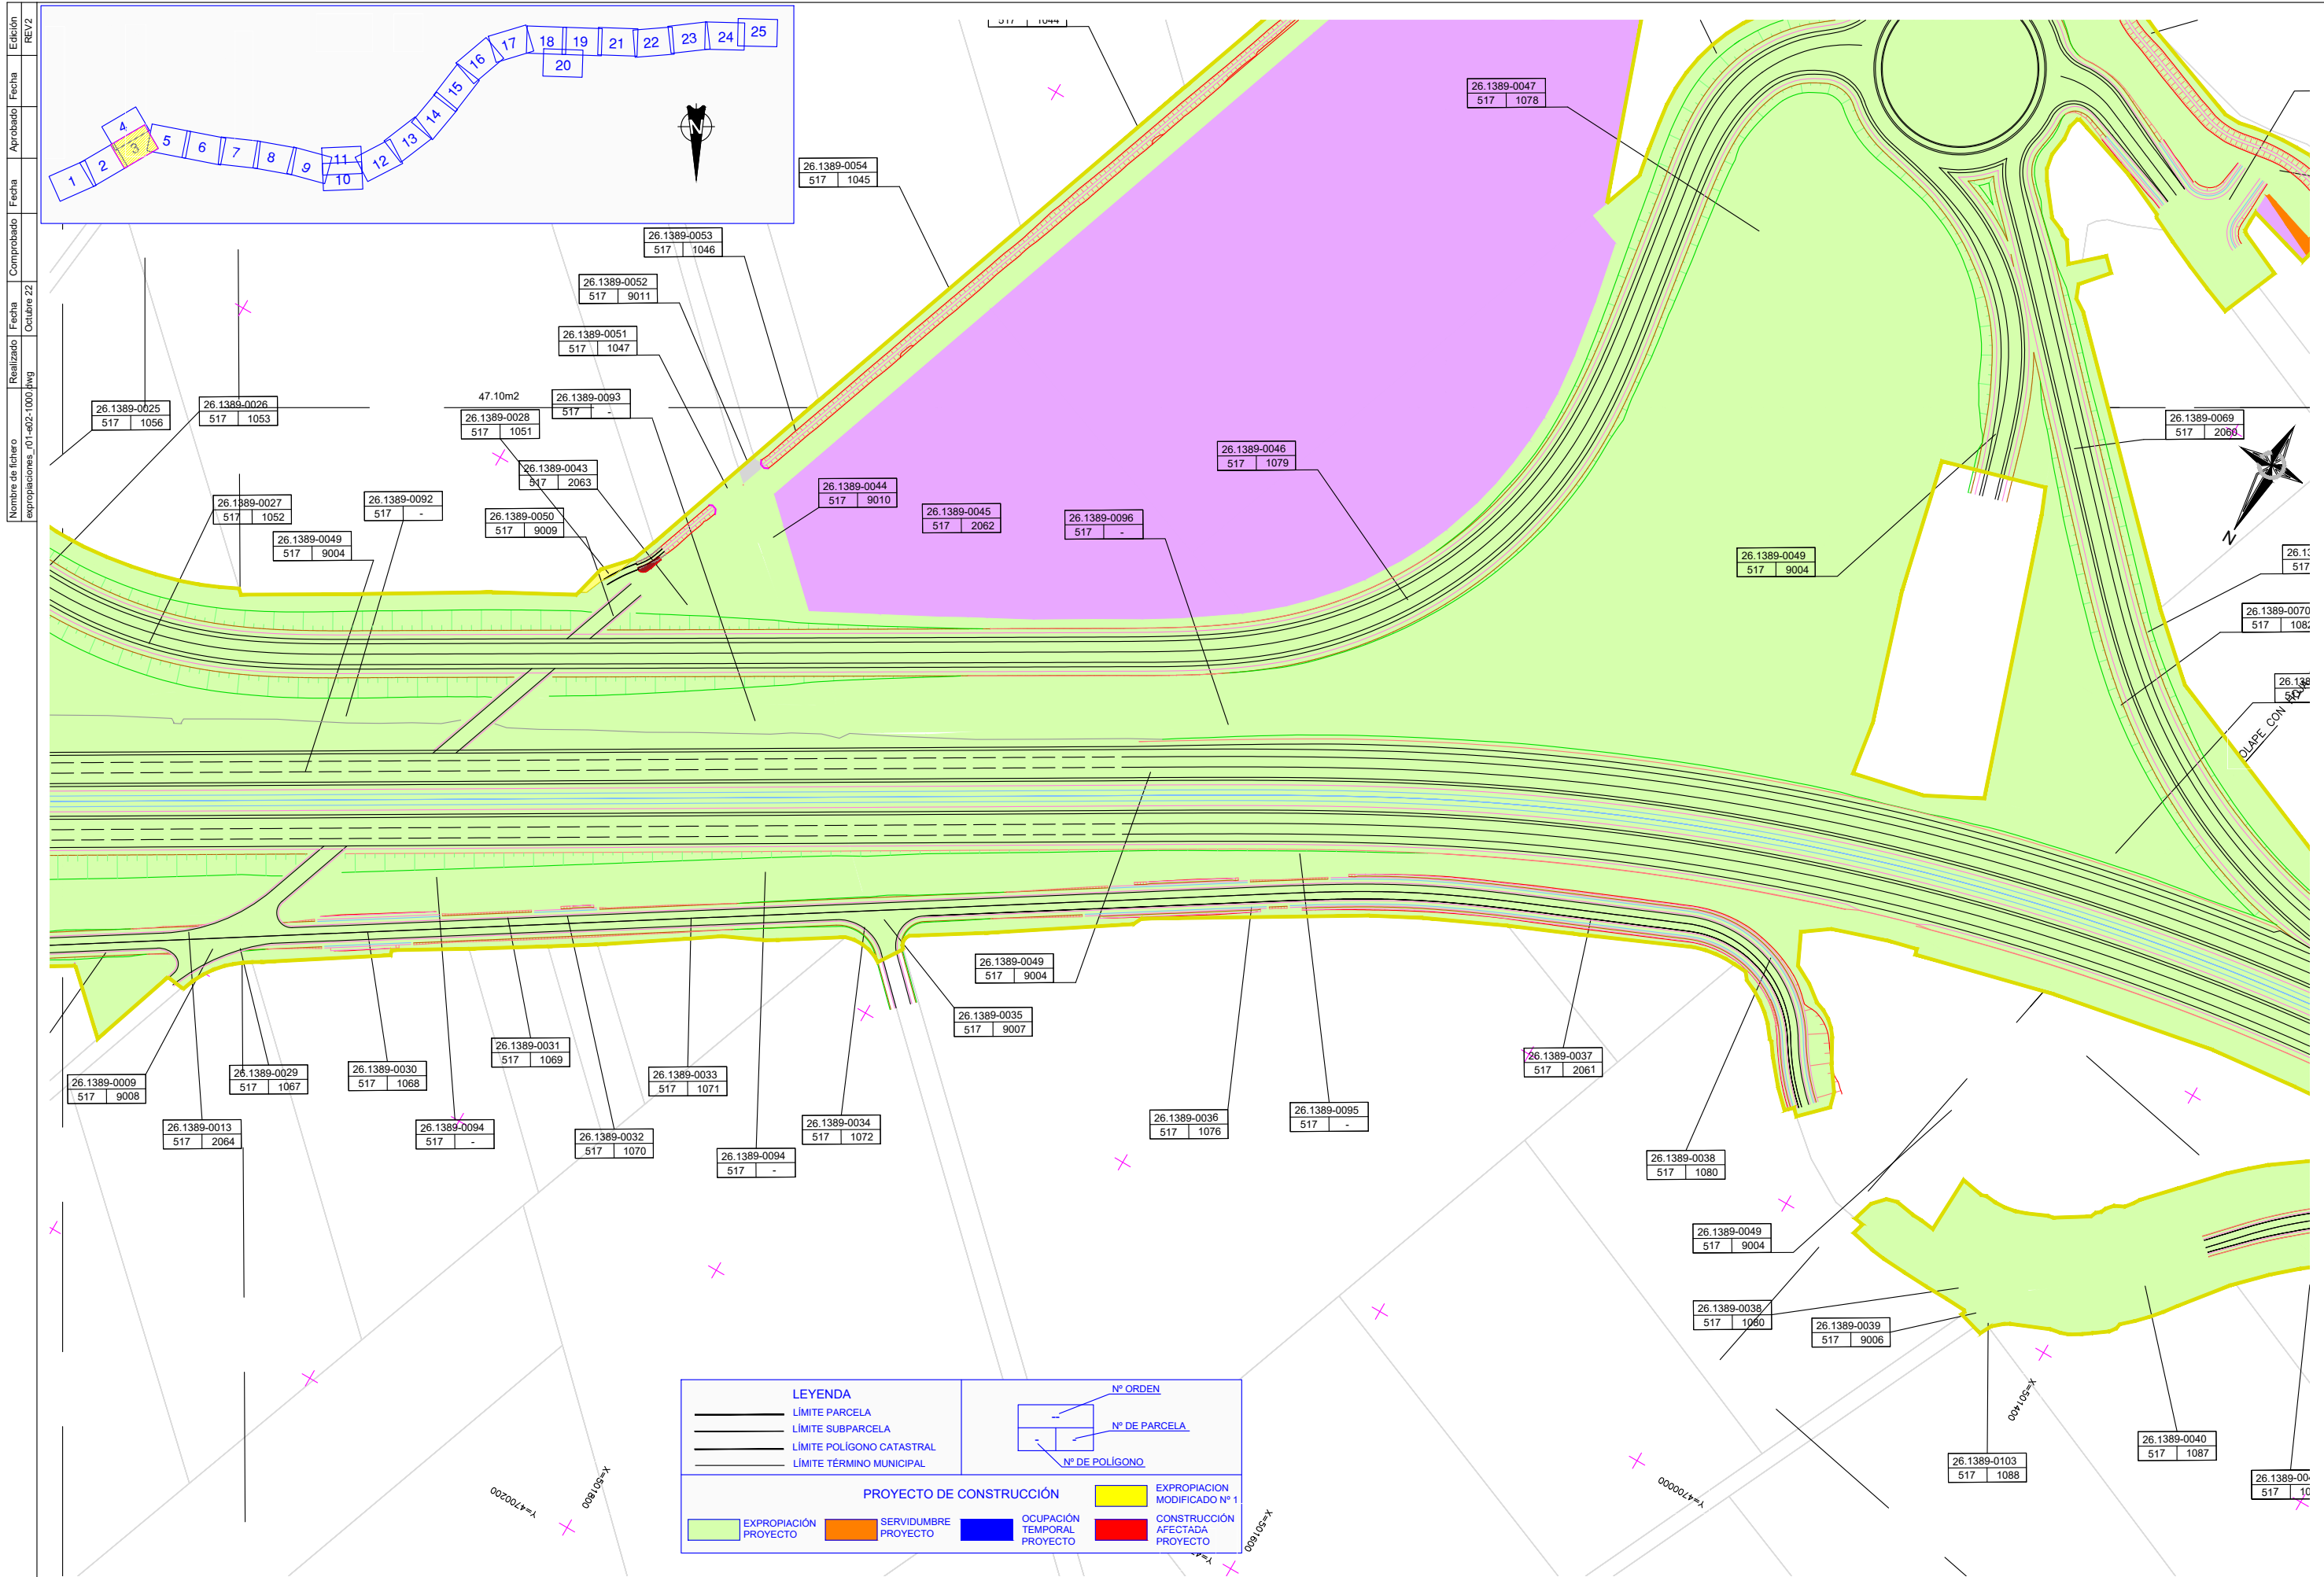 Edición
REV2
Fecha
Aprobado
Fecha
Comprobado
Fecha
Octubre 22
Realizado
Nombre de fichero
expropiaciones_r01-e02-1000.dwg
1
2
3
4
5
6
7
8
9
10
11
12
13
14
15
16
17
18
19
20
21
22
23
24
25
N
517 1044
26.1389-0047
517 1078
26.1389-0054
517 1045
26.1389-0053
517 1046
26.1389-0052
517 9011
26.1389-0051
517 1047
47.10m2
26.1389-0093
517 -
26.1389-0025
517 1056
26.1389-0026
517 1053
26.1389-0028
517 1051
26.1389-0069
517 2060
26.1389-0046
517 1079
26.1389-0043
517 2063
26.1389-0044
517 9010
26.1389-0027
517 1052
26.1389-0092
517 -
26.1389-0045
517 2062
26.1389-0096
517 -
26.1389-0050
517 9009
26.1389-0049
517 9004
N
26.1389-0049
517 9004
517
26.1389-0070
517
OLAPE CON
26.1389-0049
517 9004
26.1389-0035
517 9007
26.1389-0031
517 1069
26.1389-0037
517 2061
26.1389-0009
517 9008
26.1389-0029
517 1067
26.1389-0030
517 1068
26.1389-0033
517 1071
26.1389-0013
517 2064
26.1389-0094
517 -
26.1389-0032
517 1070
26.1389-0034
517 1072
26.1389-0036
517 1076
26.1389-0095
517 -
26.1389-0094
517 -
26.1389-0038
517 1080
26.1389-0049
517 9004
26.1389-0038
517 1080
26.1389-0039
517 9006
X=501400
26.1389-0040
517 1087
26.1389-0103
517 1088
517
Y=4700200
X=501800
X=501600
Y=4700000
LEYENDA
LÍMITE PARCELA
LÍMITE SUBPARCELA
LÍMITE POLÍGONO CATASTRAL
LÍMITE TÉRMINO MUNICIPAL
Nº ORDEN
--
- -
Nº DE PARCELA
Nº DE POLÍGONO
PROYECTO DE CONSTRUCCIÓN
EXPROPIACION
MODIFICADO Nº 1
EXPROPIACIÓN
PROYECTO
SERVIDUMBRE
PROYECTO
OCUPACIÓN
TEMPORAL
PROYECTO
CONSTRUCCIÓN
AFECTADA
PROYECTO